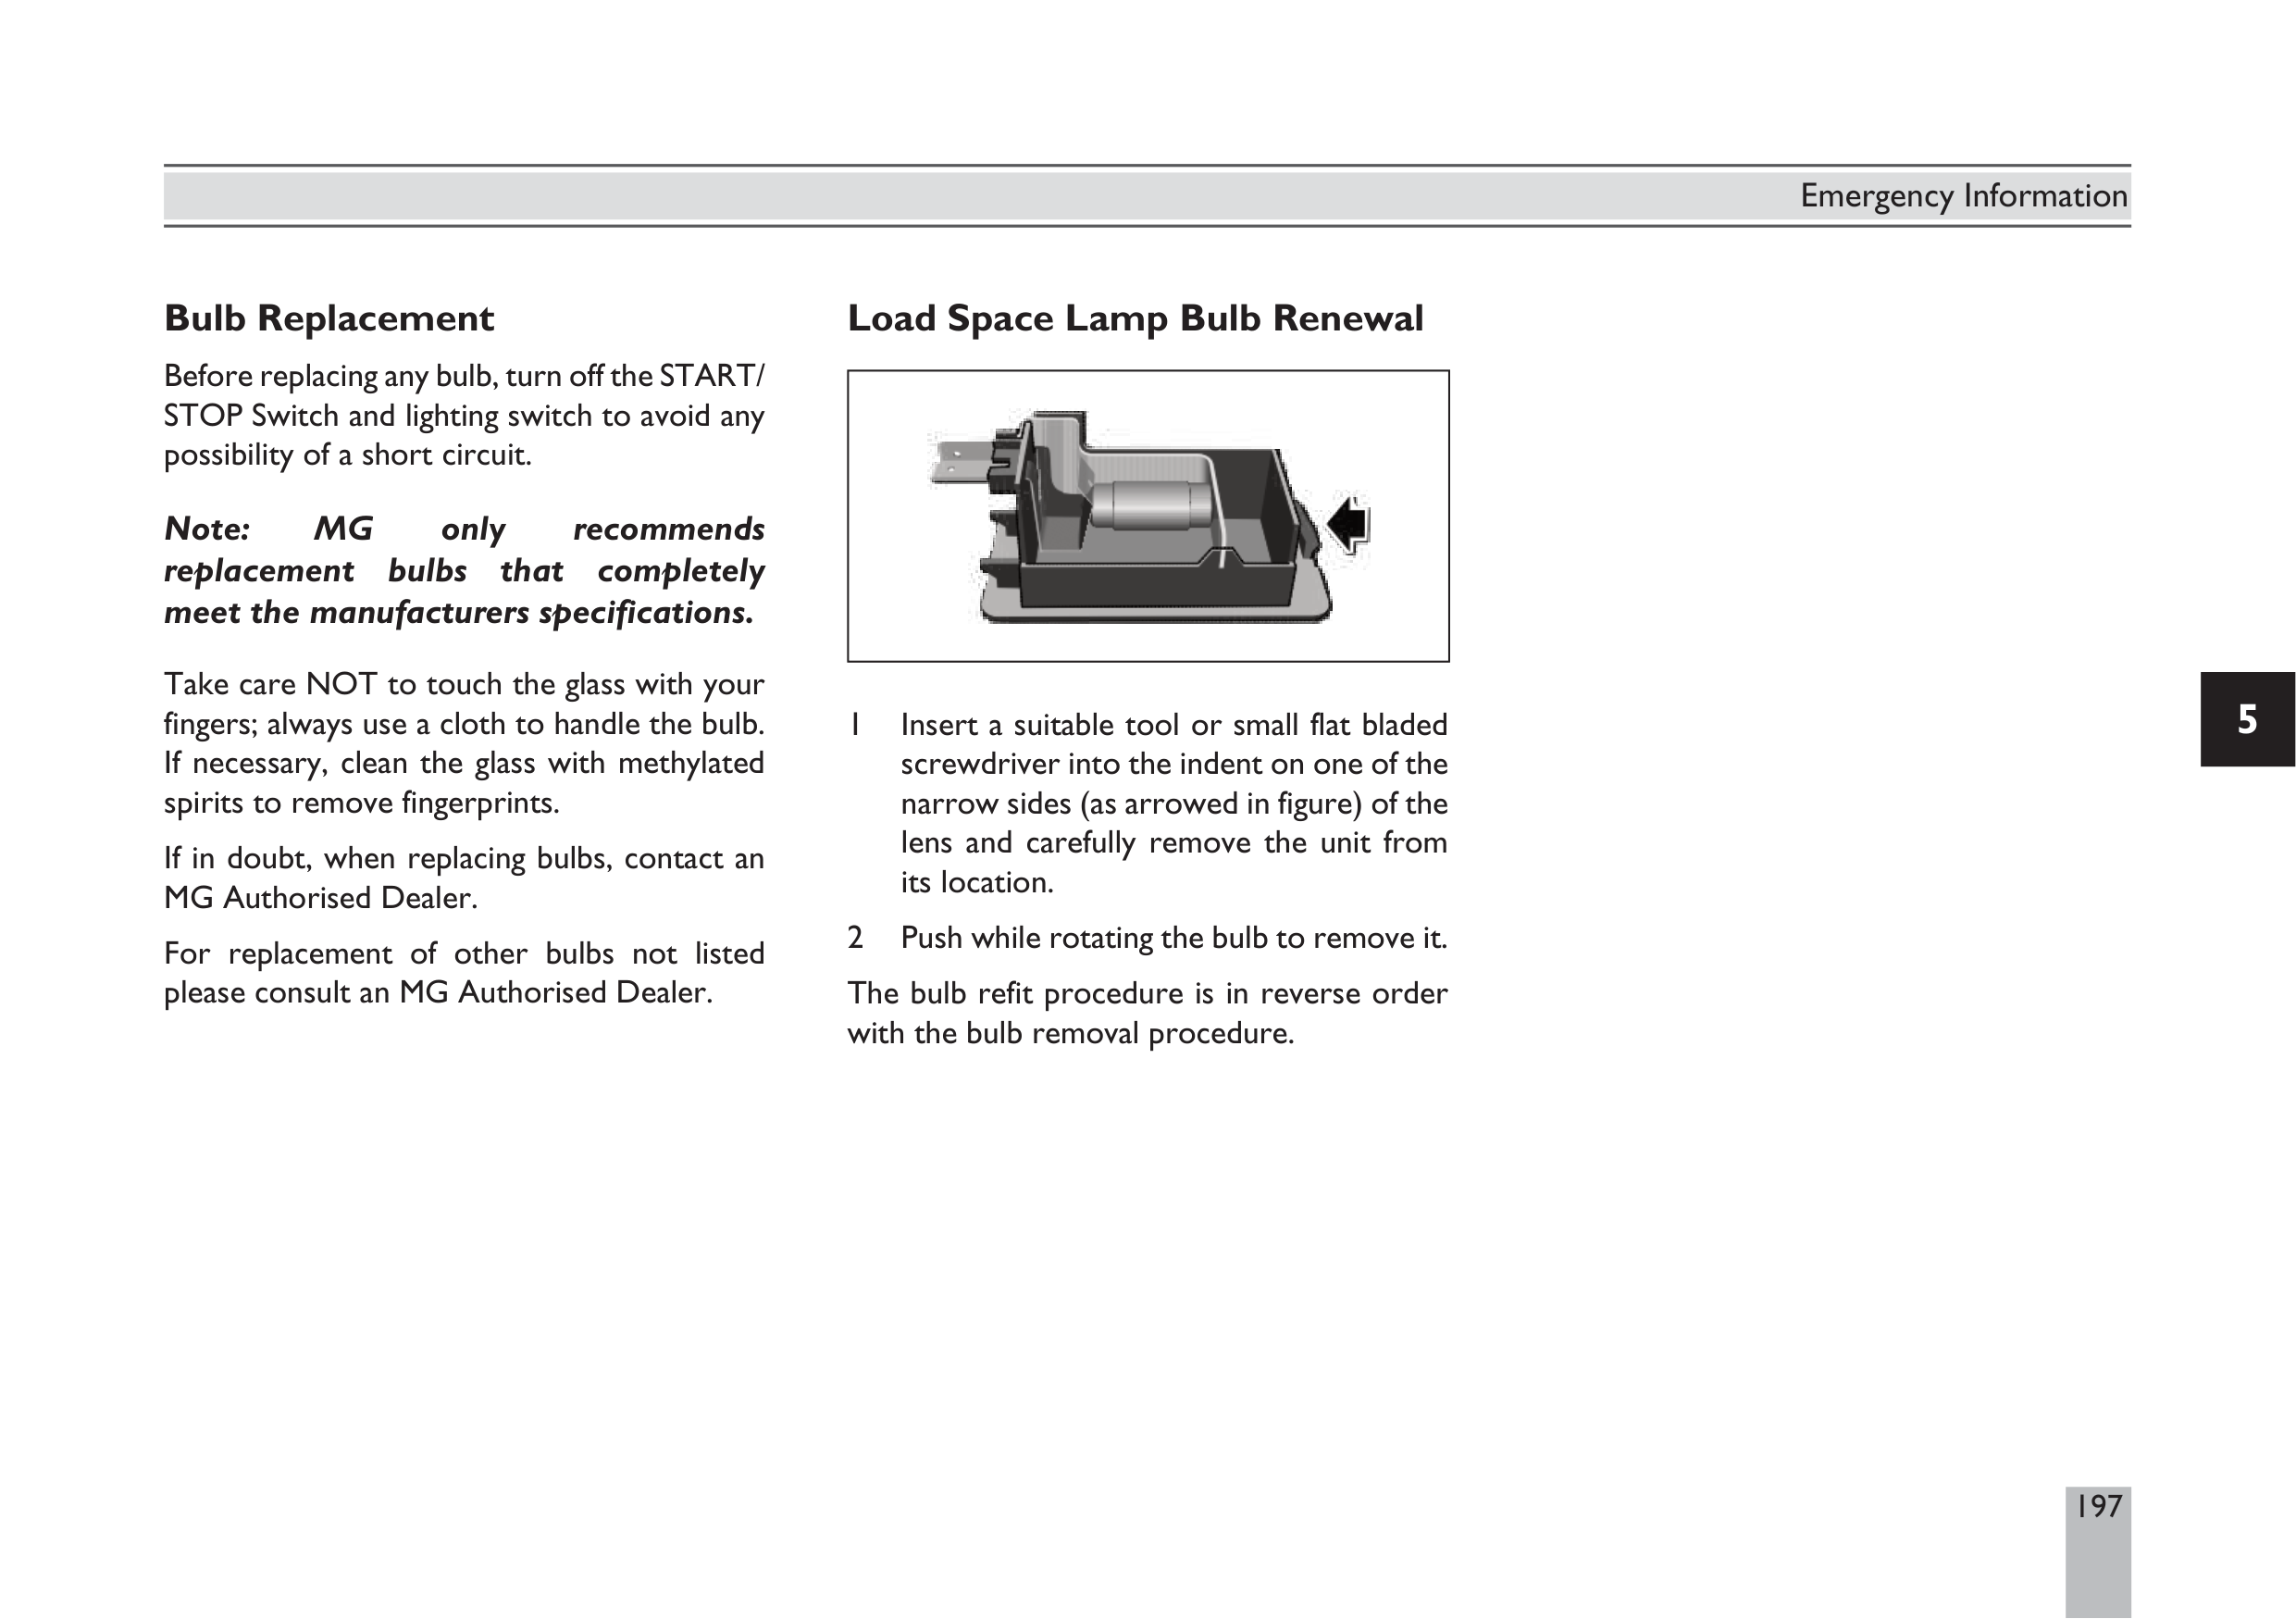 Emergency Information
Bulb Replacement
Before replacing any bulb, turn off the START/
STOP Switch and lighting switch to avoid any
possibility of a short circuit.
Note: MG only recommends
replacement bulbs that completely
meet the manufacturers specifications.
Take care NOT to touch the glass with your
fingers; always use a cloth to handle the bulb.
If necessary, clean the glass with methylated
spirits to remove fingerprints.
If in doubt, when replacing bulbs, contact an
MG Authorised Dealer.
For replacement of other bulbs not listed
please consult an MG Authorised Dealer.
Load Space Lamp Bulb Renewal
1 Insert a suitable tool or small flat bladed
screwdriver into the indent on one of the
narrow sides (as arrowed in figure) of the
lens and carefully remove the unit from
its location.
2 Push while rotating the bulb to remove it.
The bulb refit procedure is in reverse order
with the bulb removal procedure.
5
197